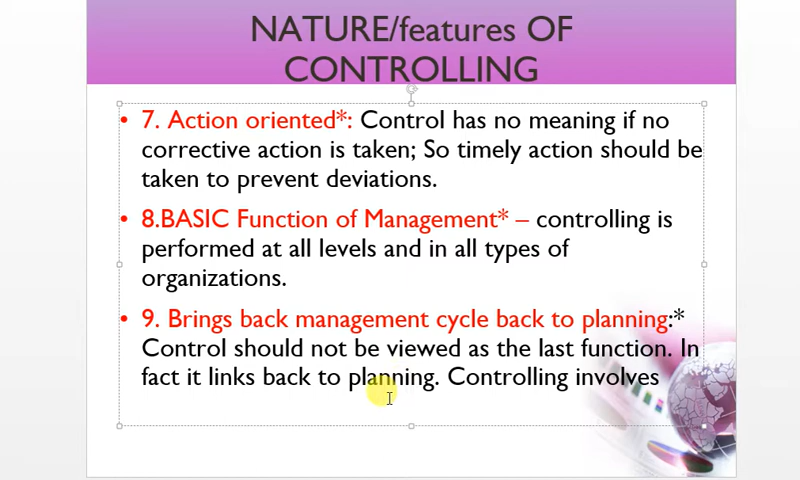 NATURE/features OF
CONTROLLING
• 7. Action oriented*: Control has no meaning if no
corrective action is taken; So timely action should be
taken to prevent deviations.
• 8.BASIC Function of Management* – controlling is
performed at all levels and in all types of
organizations.
• 9. Brings back management cycle back to planning:*
Control should not be viewed as the last function. In
fact it links back to planning. Controlling involves